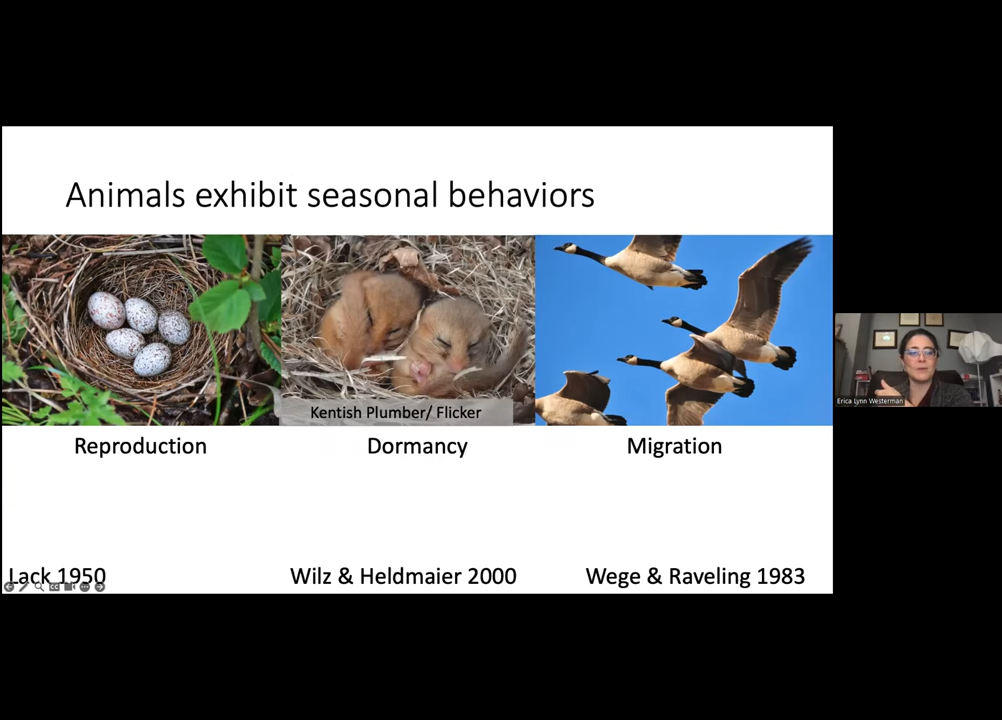 Animals exhibit seasonal behaviors
Kentish Plumber/ Flicker
Reproduction
Dormancy
Migration
Lack 1950
Wilz & Heldmaier 2000
Wege & Raveling 1983
Erica Lynn Westerman